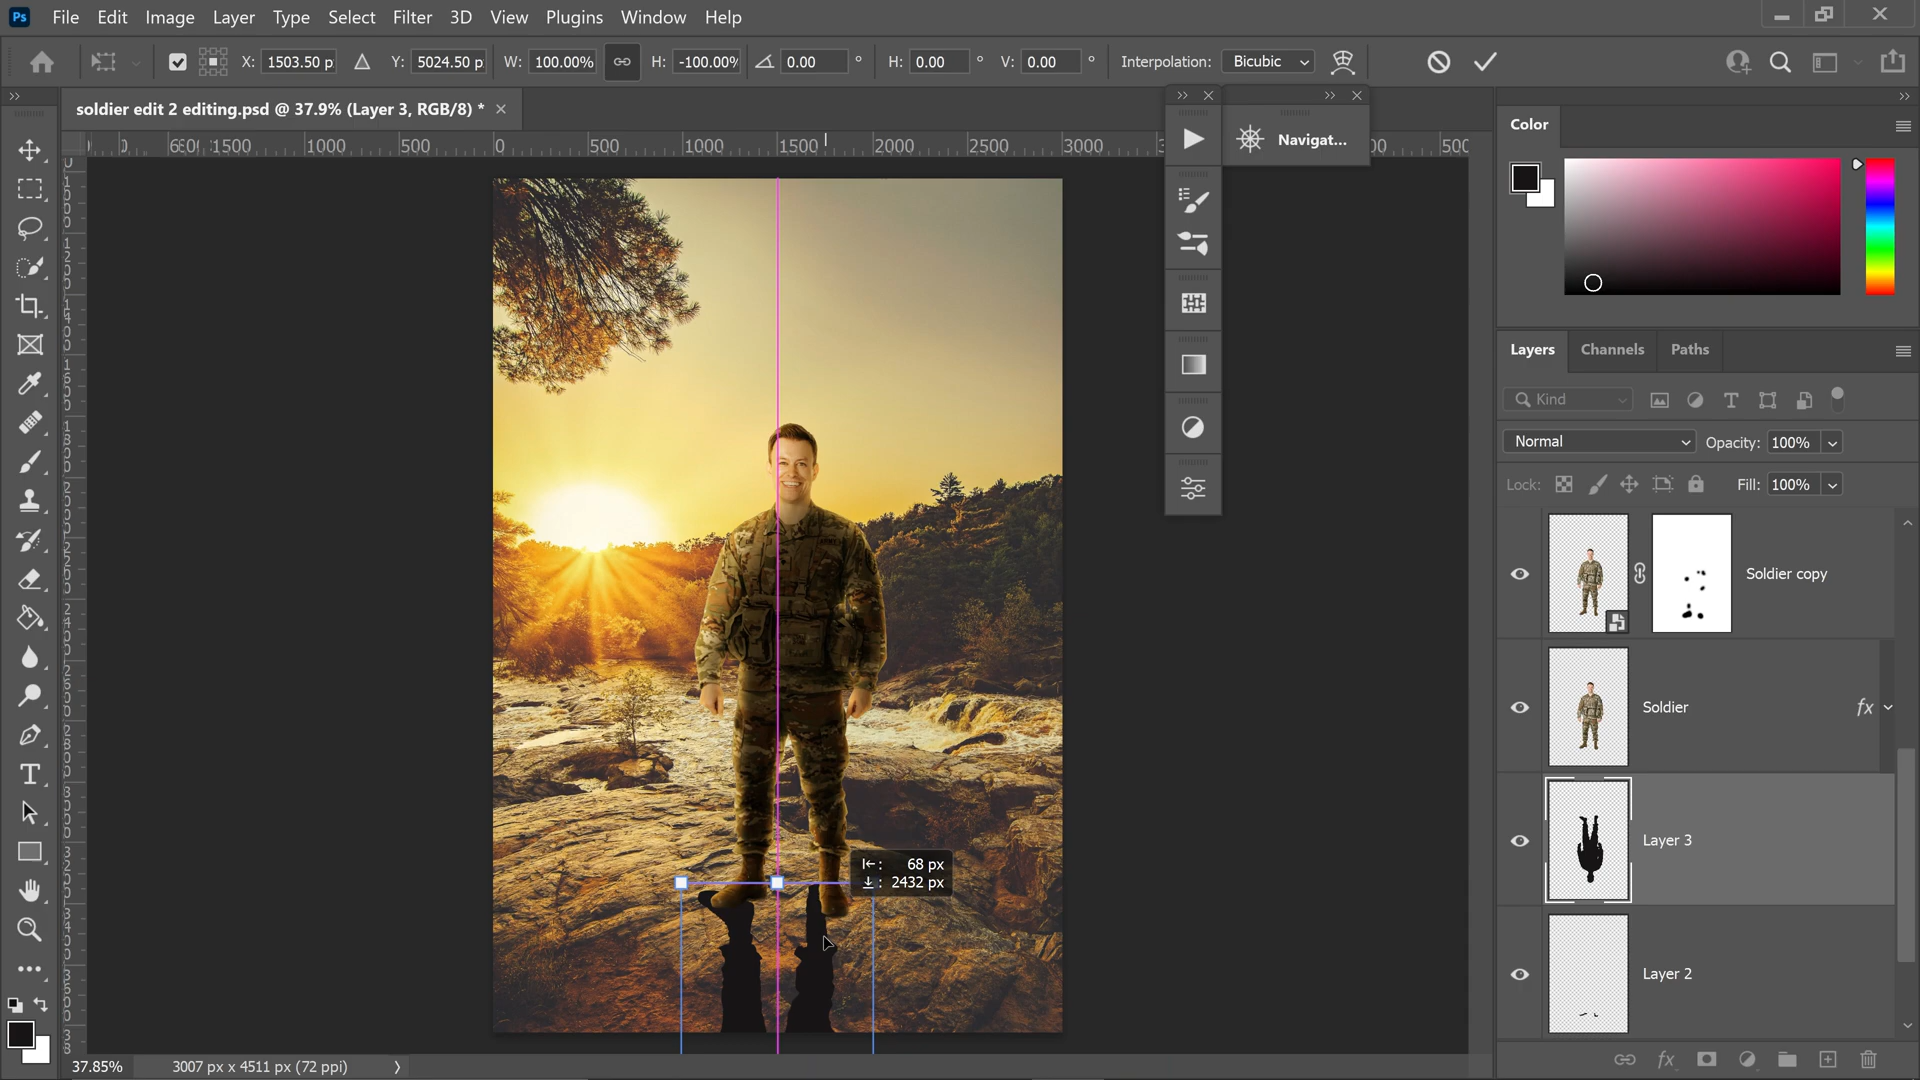 Ps File Edit Image Layer Type Select Filter 3D View Plugins Window Help
X: 1503.50 p Y: 5024.50 p W: 100.00% H: -100.00% 0.00 ° H: 0.00 ° V: 0.00 ° Interpolation: Bicubic
soldier edit 2 editing.psd @ 37.9% (Layer 3, RGB/8) *
1500 1000 500 0 500 1000 1500 2000 2500 3000
Navigat...
Color
Layers Channels Paths
Kind
Normal Opacity: 100%
Lock: Fill: 100%
Soldier copy
Soldier fx
Layer 3
Layer 2
68 px
2432 px
ARMY
37.85% 3007 px x 4511 px (72 ppi)
fx